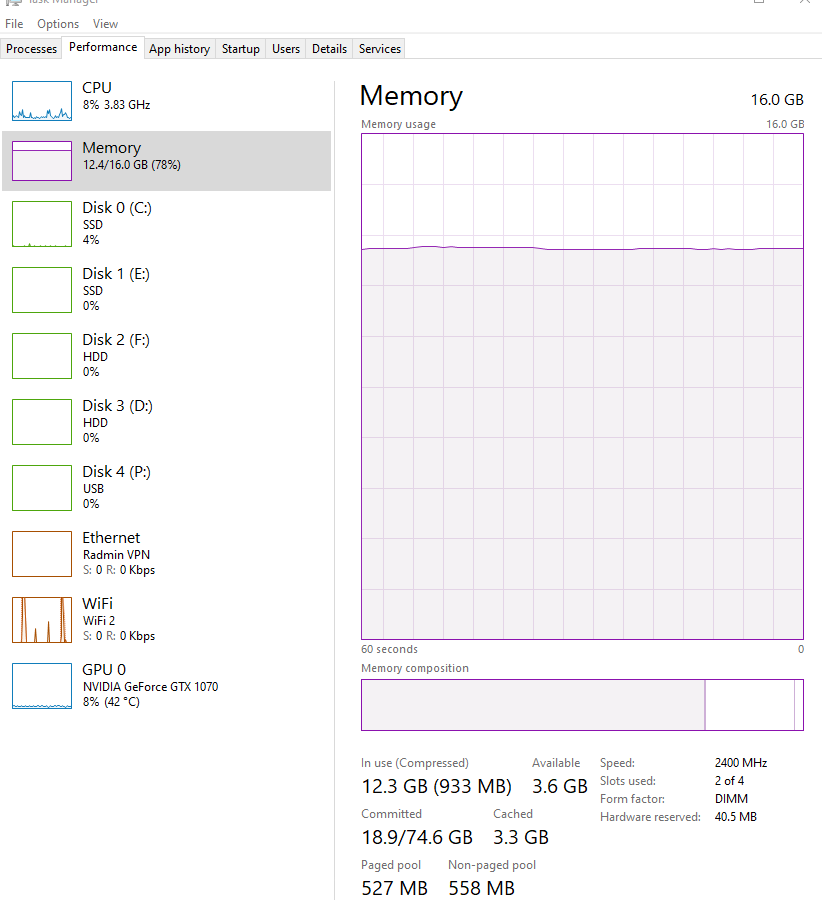 Task Manager
File Options View
Processes Performance App history Startup Users Details Services
CPU
8% 3.83 GHz
Memory
12.4/16.0 GB (78%)
Disk 0 (C:)
SSD
4%
Disk 1 (E:)
SSD
0%
Disk 2 (F:)
HDD
0%
Disk 3 (D:)
HDD
0%
Disk 4 (P:)
USB
0%
Ethernet
Radmin VPN
S: 0 R: 0 Kbps
WiFi
WiFi 2
S: 0 R: 0 Kbps
GPU 0
NVIDIA GeForce GTX 1070
8% (42 °C)
Memory 16.0 GB
Memory usage 16.0 GB
60 seconds 0
Memory composition
In use (Compressed) Available
12.3 GB (933 MB) 3.6 GB
Committed Cached
18.9/74.6 GB 3.3 GB
Paged pool Non-paged pool
527 MB 558 MB
Speed: 2400 MHz
Slots used: 2 of 4
Form factor: DIMM
Hardware reserved: 40.5 MB